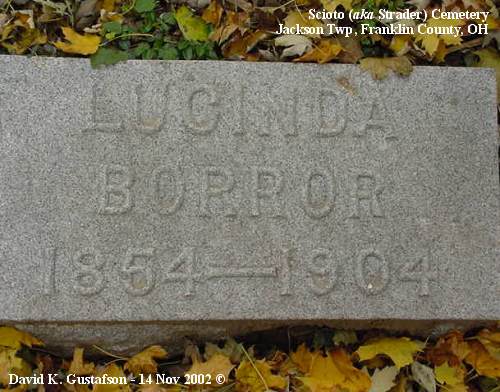 Scioto (aka Strader) Cemetery
Jackson Twp, Franklin County, OH
LUCINDA
BORROR
1854—1904
David K. Gustafson - 14 Nov 2002 ©